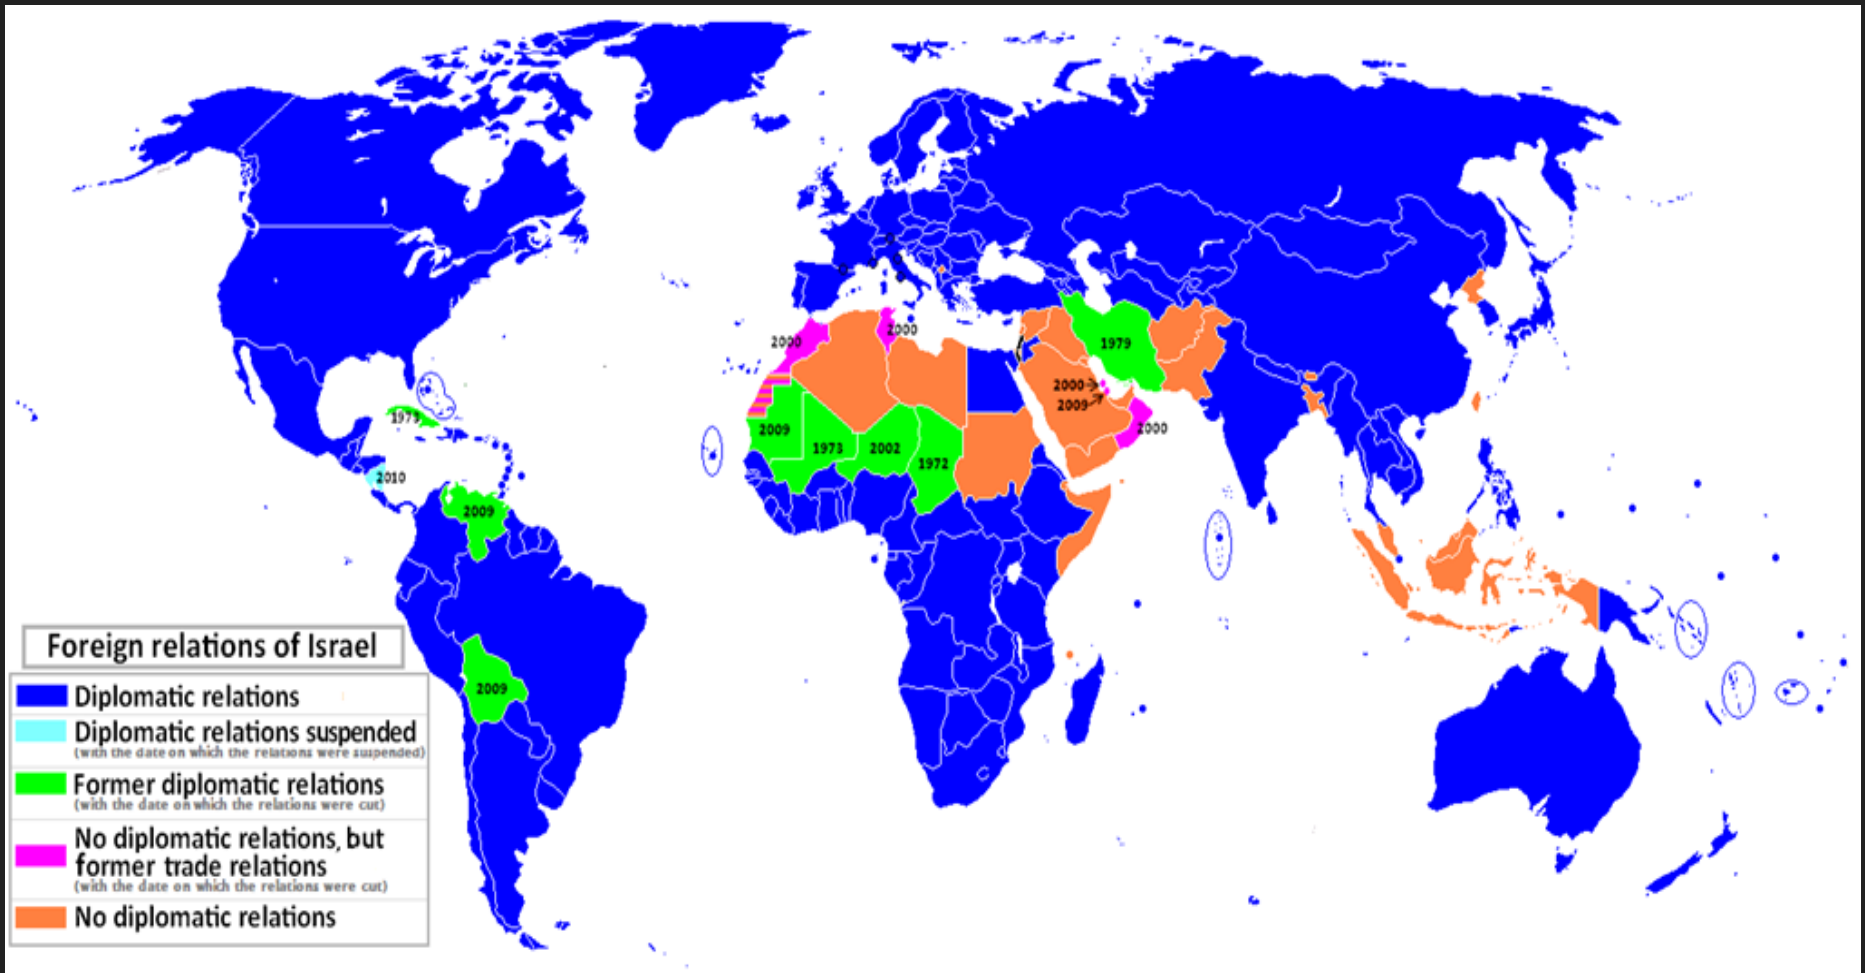 2000
2000
1979
2000
2009
2000
1973
2009
1973
2002
1972
2010
2009
Foreign relations of Israel
2009
Diplomatic relations
Diplomatic relations suspended
(with the date on which the relations were suspended)
Former diplomatic relations
(with the date on which the relations were cut)
No diplomatic relations, but
former trade relations
(with the date on which the relations were cut)
No diplomatic relations